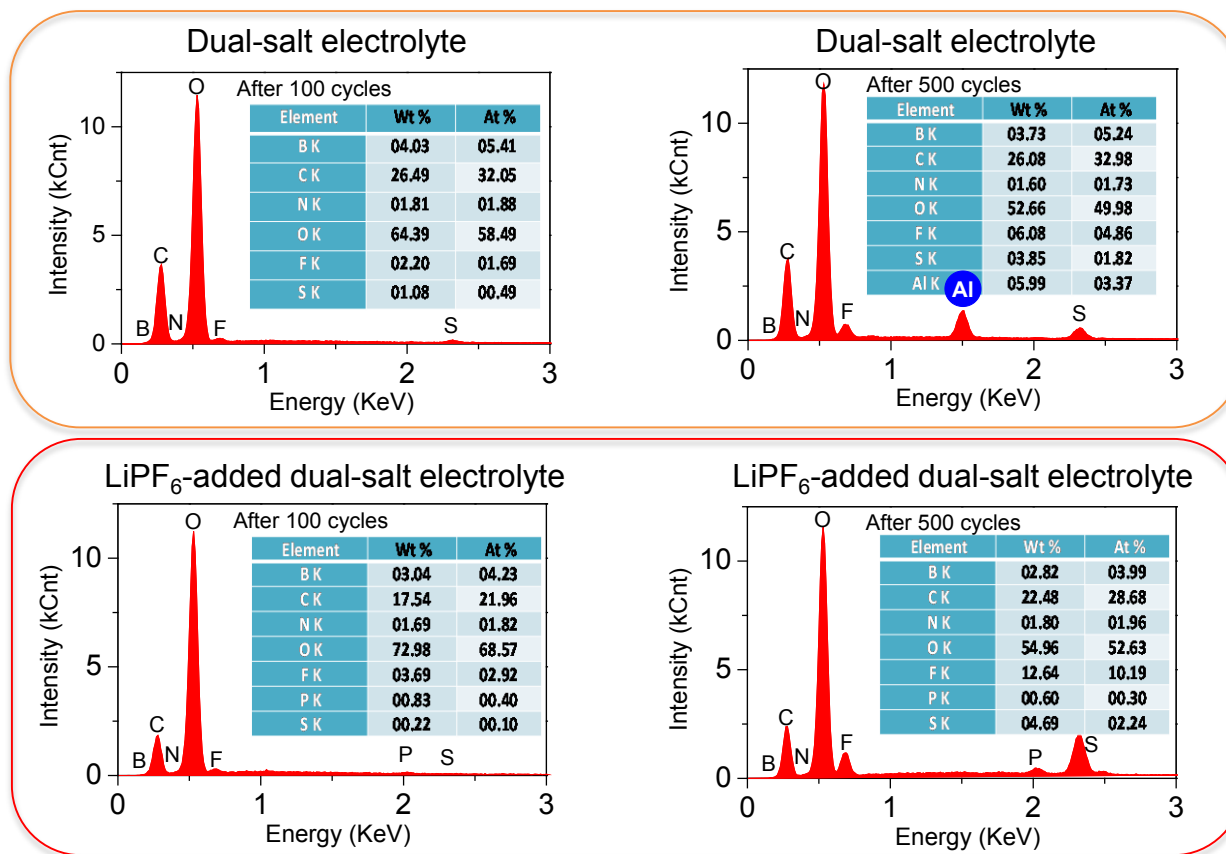 Dual-salt electrolyte
After 100 cycles
Element Wt % At %
B K 04.03 05.41
C K 26.49 32.05
N K 01.81 01.88
O K 64.39 58.49
F K 02.20 01.69
S K 01.08 00.49
O
C
B N F S
10
5
0
0 1 2 3
Intensity (kCnt)
Energy (KeV)
Dual-salt electrolyte
After 500 cycles
Element Wt % At %
B K 03.73 05.24
C K 26.08 32.98
N K 01.60 01.73
O K 52.66 49.98
F K 06.08 04.86
S K 03.85 01.82
Al K 05.99 03.37
O
C
Al
B N F S
10
5
0
0 1 2 3
Intensity (kCnt)
Energy (KeV)
LiPF₆-added dual-salt electrolyte
After 100 cycles
Element Wt % At %
B K 03.04 04.23
C K 17.54 21.96
N K 01.69 01.82
O K 72.98 68.57
F K 03.69 02.92
P K 00.83 00.40
S K 00.22 00.10
O
C
B N F P S
10
5
0
0 1 2 3
Intensity (kCnt)
Energy (KeV)
LiPF₆-added dual-salt electrolyte
After 500 cycles
Element Wt % At %
B K 02.82 03.99
C K 22.48 28.68
N K 01.80 01.96
O K 54.96 52.63
F K 12.64 10.19
P K 00.60 00.30
S K 04.69 02.24
O
C
B N F P S
10
5
0
0 1 2 3
Intensity (kCnt)
Energy (KeV)